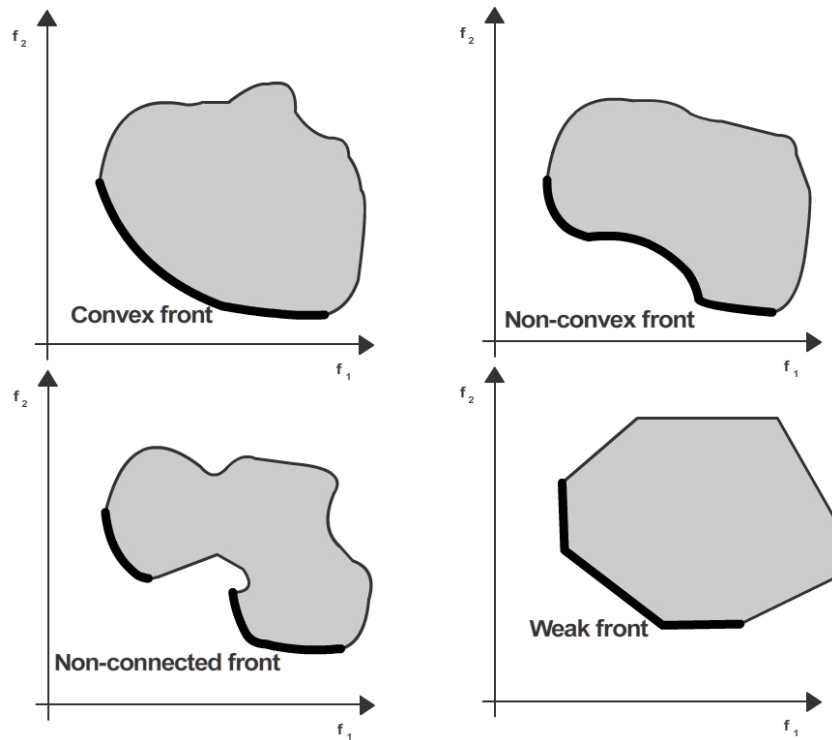 f 2
f 2
Convex front
Non-convex front
f 1
f 1
f 2
f 2
Weak front
Non-connected front
f 1
f 1